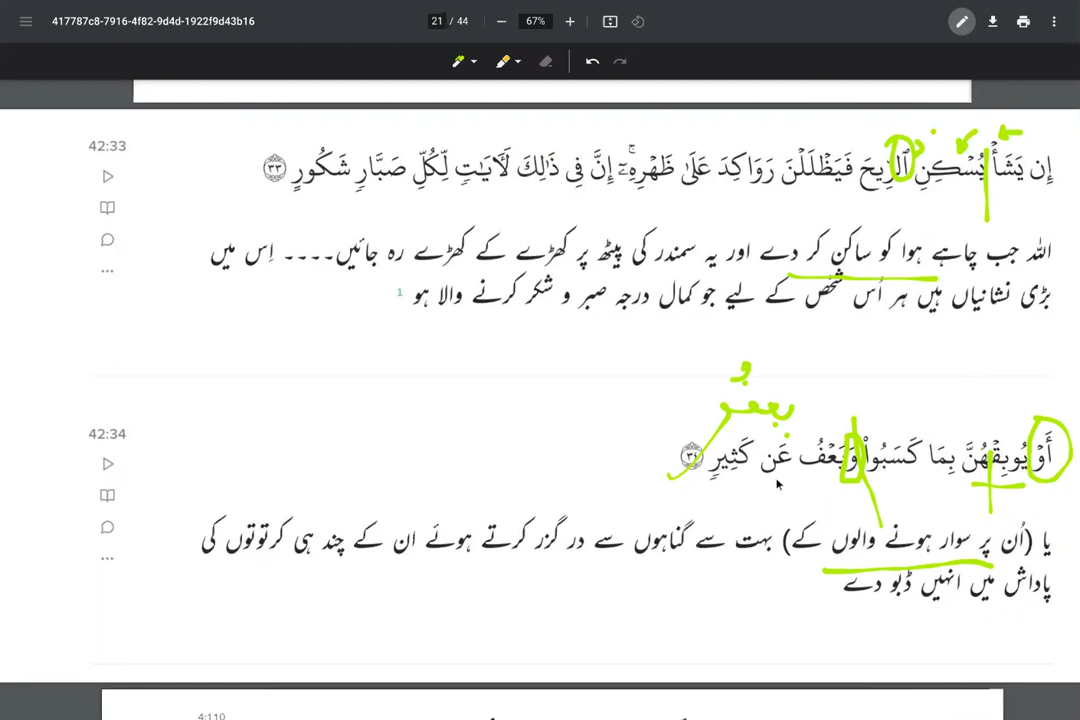 417787c8-7916-4f82-9d4d-1922f9d43b16
21 / 44
67%
42:33
إِن يَشَأۡ يُسۡكِنِ ٱلرِّيحَ فَيَظۡلَلۡنَ رَوَاكِدَ عَلَىٰ ظَهۡرِهِۦٓۚ إِنَّ فِي ذَٰلِكَ لَأٓيَٰتٖ لِّكُلِّ صَبَّارٖ شَكُورٍ ٣٣
اللہ جب چاہے ہوا کو ساکن کر دے اور یہ سمندر کی پیٹھ پر کھڑے کے کھڑے رہ جائیں۔۔۔۔ اِس میں
بڑی نشانیاں ہیں ہر اُس شخص کے لیے جو کمال درجہ صبر و شکر کرنے والا ہو 1
42:34
أَوۡ يُوبِقۡهُنَّ بِمَا كَسَبُواْ وَيَعۡفُ عَن كَثِيرٖ ٣٤
یا (اُن پر سوار ہونے والوں کے) بہت سے گناہوں سے در گزر کرتے ہوئے ان کے چند ہی کرتوتوں کی
پاداش میں انہیں ڈبو دے
4:110